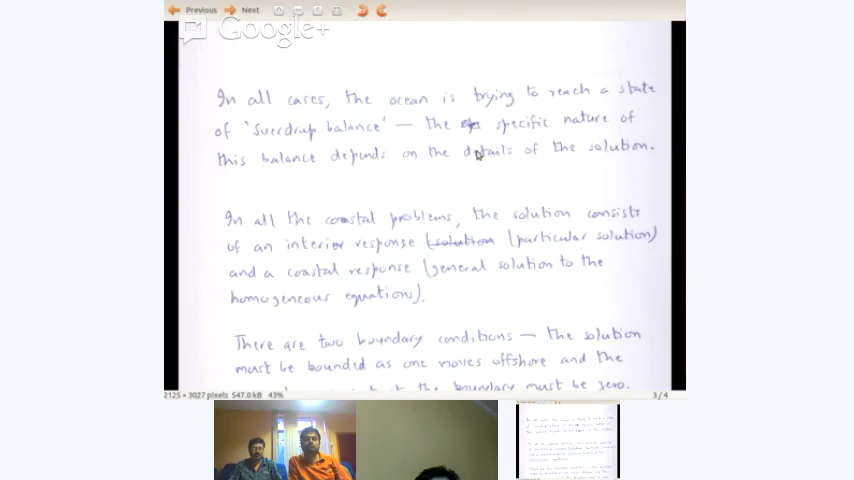 Previous Next
Google+
In all cases, the ocean is trying to reach a state
of 'Sverdrup balance' — the specific nature of
this balance depends on the details of the solution.
In all the coastal problems, the solution consists
of an interior response (solution (particular solution)
and a coastal response (general solution to the
homogeneous equations).
There are two boundary conditions — the solution
must be bounded as one moves offshore and the
the boundary must be zero.
2125 × 3027 pixels 547.0 kB 43%
3 / 4